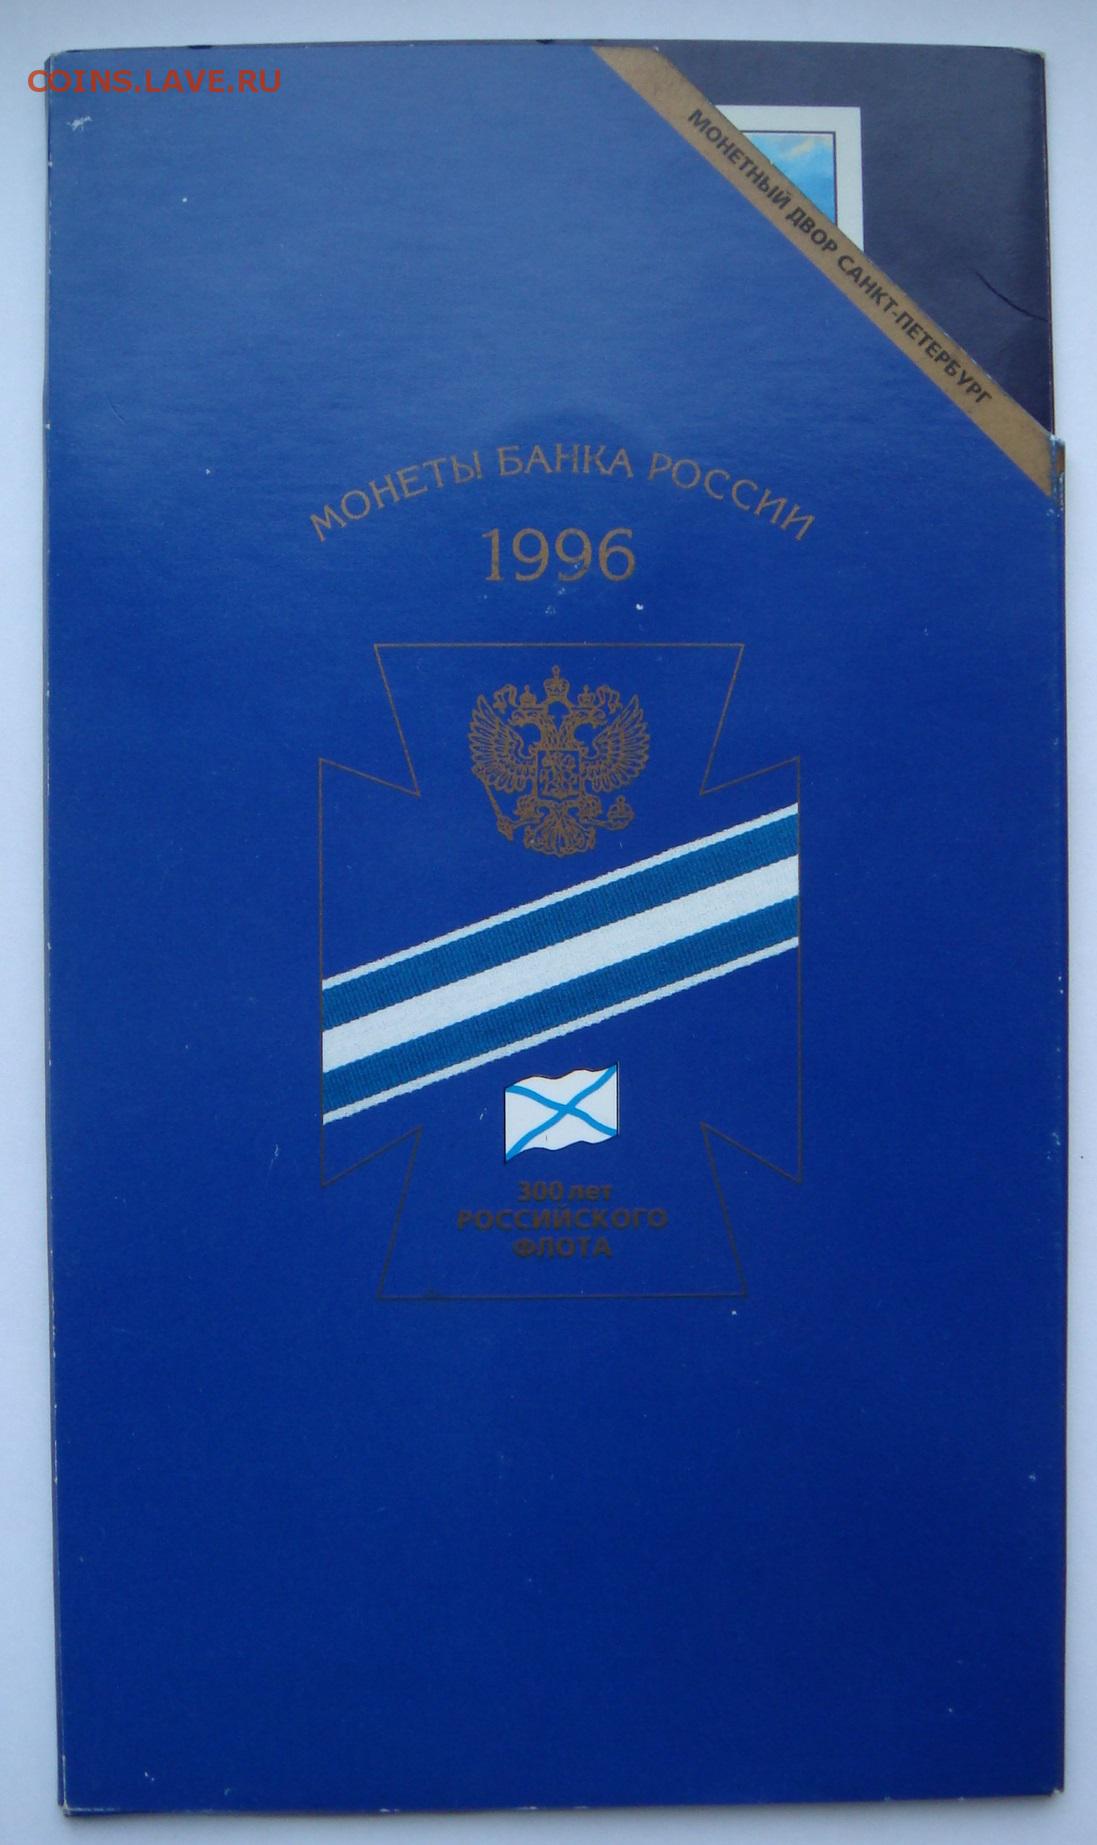 COINS.LAVE.RU
МОНЕТНЫЙ ДВОР САНКТ-ПЕТЕРБУРГ
МОНЕТЫ БАНКА РОССИИ
1996
300 лет
РОССИЙСКОГО
ФЛОТА